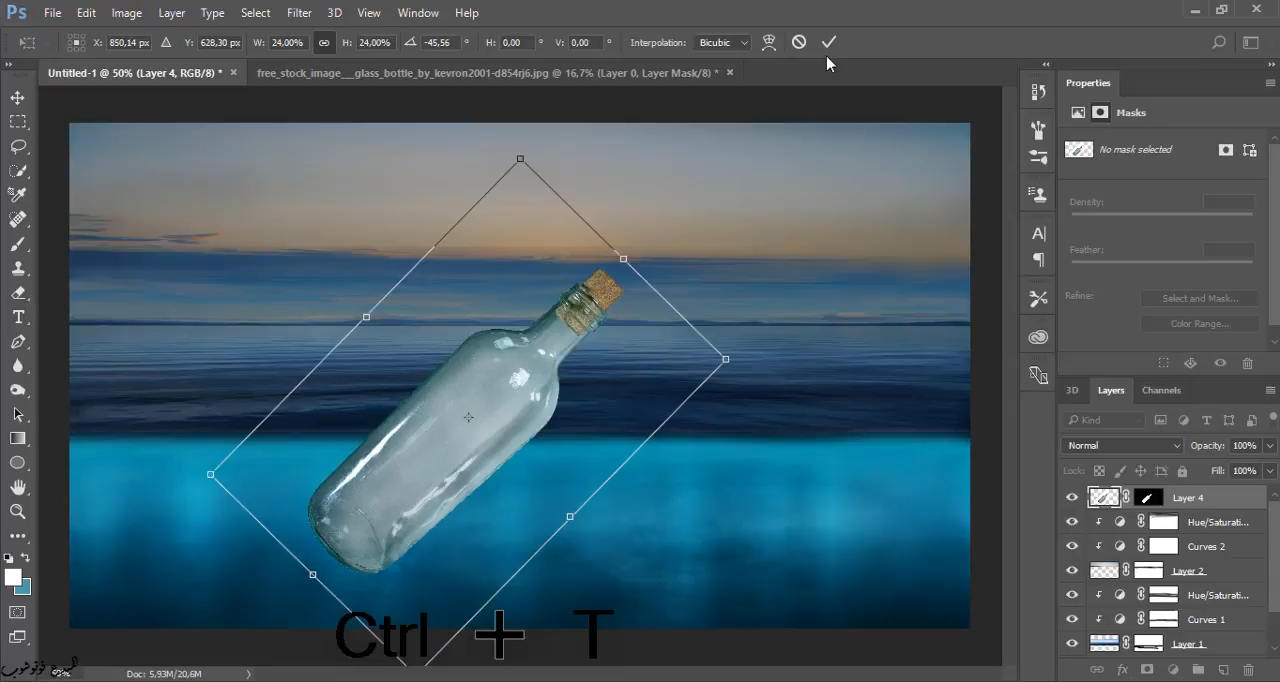 Ps File Edit Image Layer Type Select Filter 3D View Window Help
X: 850,14 px Y: 628,30 px W: 24,00% H: 24,00% -45,56 ° H: 0,00 ° V: 0,00 ° Interpolation: Bicubic
Untitled-1 @ 50% (Layer 4, RGB/8) * × free_stock_image___glass_bottle_by_kevron2001-d854rj6.jpg @ 16,7% (Layer 0, Layer Mask/8) * ×
Properties
Masks
No mask selected
Density:
Feather:
Refine: Select and Mask...
Color Range...
3D Layers Channels
Kind
Normal Opacity: 100%
Lock: Fill: 100%
Layer 4
Hue/Saturati...
Curves 2
Layer 2
Hue/Saturati...
Curves 1
Layer 1
Ctrl + T
Doc: 5,93M/20,6M